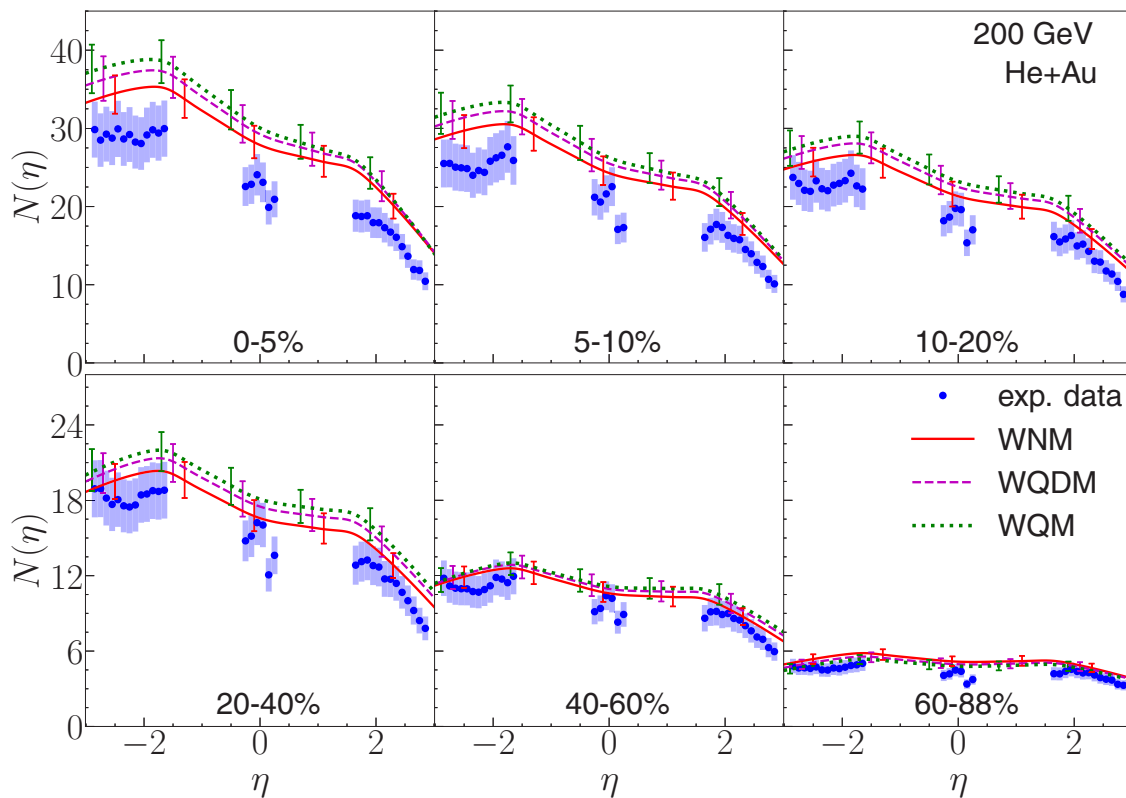 200 GeV
He+Au
N(η)
40
30
20
10
0
0-5%
5-10%
10-20%
N(η)
24
18
12
6
0
exp. data
WNM
WQDM
WQM
20-40%
40-60%
60-88%
−2 0 2 −2 0 2 −2 0 2
η η η